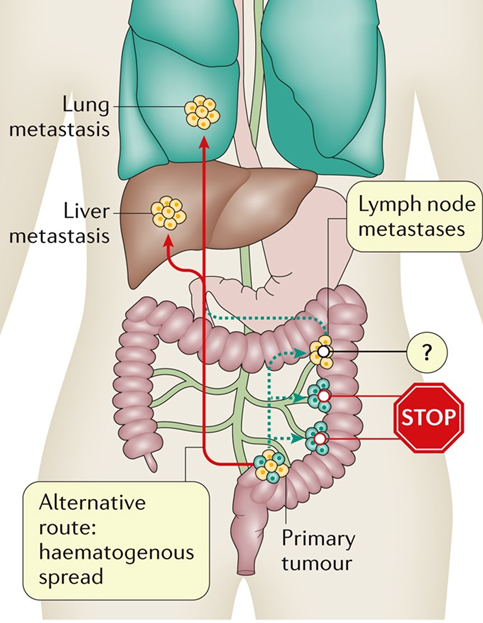 Lung
metastasis
Liver
metastasis
Lymph node
metastases
?
STOP
Alternative
route:
haematogenous
spread
Primary
tumour